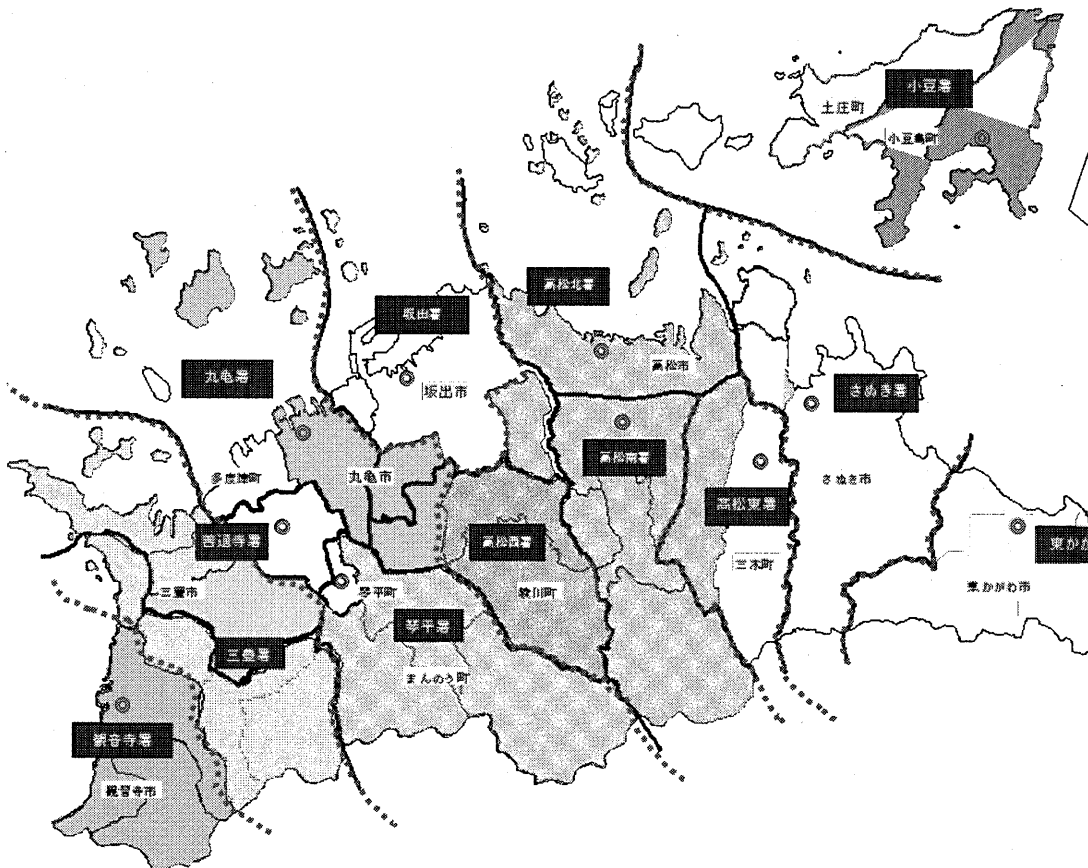 小豆署
土庄町
小豆島町
高松北署
坂出署
高松市
丸亀署
坂出市
さぬき署
高松南署
多度津町
丸亀市
さぬき市
高松東署
善通寺署
高松西署
三木町
東かが
三豊市
琴平町
綾川町
東かがわ市
琴平署
三豊署
まんのう町
観音寺署
観音寺市